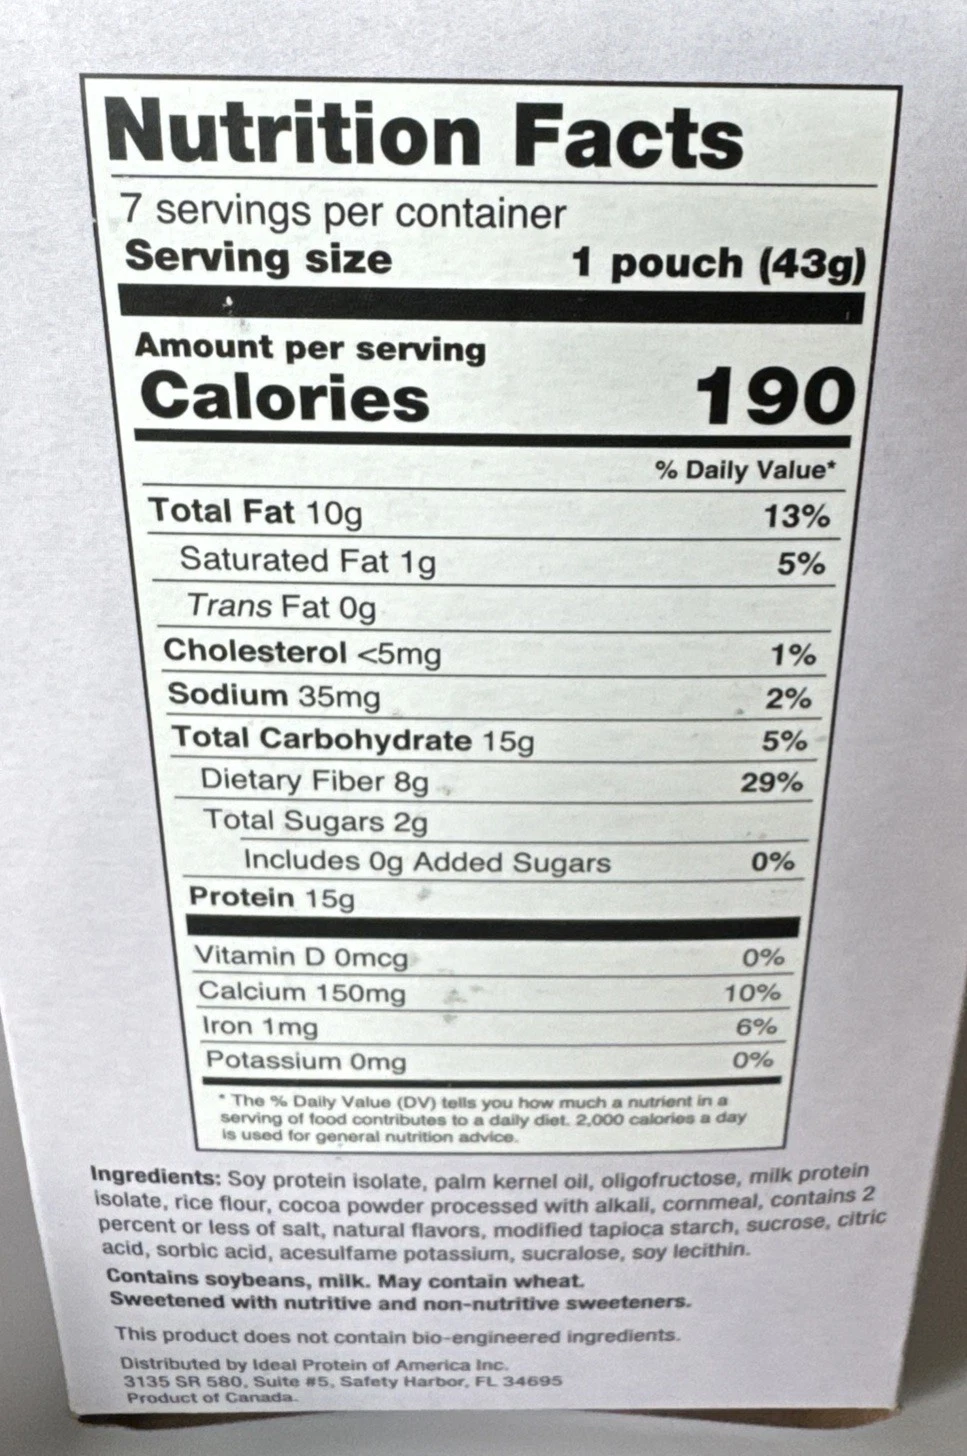 Nutrition Facts
7 servings per container
Serving size 1 pouch (43g)
Amount per serving
Calories 190
% Daily Value*
Total Fat 10g 13%
Saturated Fat 1g 5%
Trans Fat 0g
Cholesterol <5mg 1%
Sodium 35mg 2%
Total Carbohydrate 15g 5%
Dietary Fiber 8g 29%
Total Sugars 2g
Includes 0g Added Sugars 0%
Protein 15g
Vitamin D 0mcg 0%
Calcium 150mg 10%
Iron 1mg 6%
Potassium 0mg 0%
* The % Daily Value (DV) tells you how much a nutrient in a
serving of food contributes to a daily diet. 2,000 calories a day
is used for general nutrition advice.
Ingredients: Soy protein isolate, palm kernel oil, oligofructose, milk protein
isolate, rice flour, cocoa powder processed with alkali, cornmeal, contains 2
percent or less of salt, natural flavors, modified tapioca starch, sucrose, citric
acid, sorbic acid, acesulfame potassium, sucralose, soy lecithin.
Contains soybeans, milk. May contain wheat.
Sweetened with nutritive and non-nutritive sweeteners.
This product does not contain bio-engineered ingredients.
Distributed by Ideal Protein of America Inc.
3135 SR 580, Suite #5, Safety Harbor, FL 34695
Product of Canada.